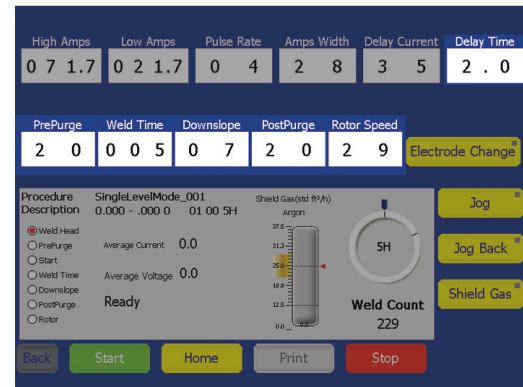 High Amps Low Amps Pulse Rate Amps Width Delay Current Delay Time
0 7 1.7 0 2 1.7 0 4 2 8 3 5 2 . 0
PrePurge Weld Time Downslope PostPurge Rotor Speed
2 0 0 0 5 0 7 2 0 2 9 Electrode Change
Procedure Description SingleLevelMode_001
0.000 - .000 0 01 00 5H
Shield Gas(std ft³/h)
Argon
Weld Head
PrePurge
Start
Weld Time
Downslope
PostPurge
Rotor
Average Current 0.0
Average Voltage 0.0
Ready
37.5
31.3
25.0
18.8
12.5
0.0 0.0
5H
Weld Count
229
Jog
Jog Back
Shield Gas
Back Start Home Print Stop